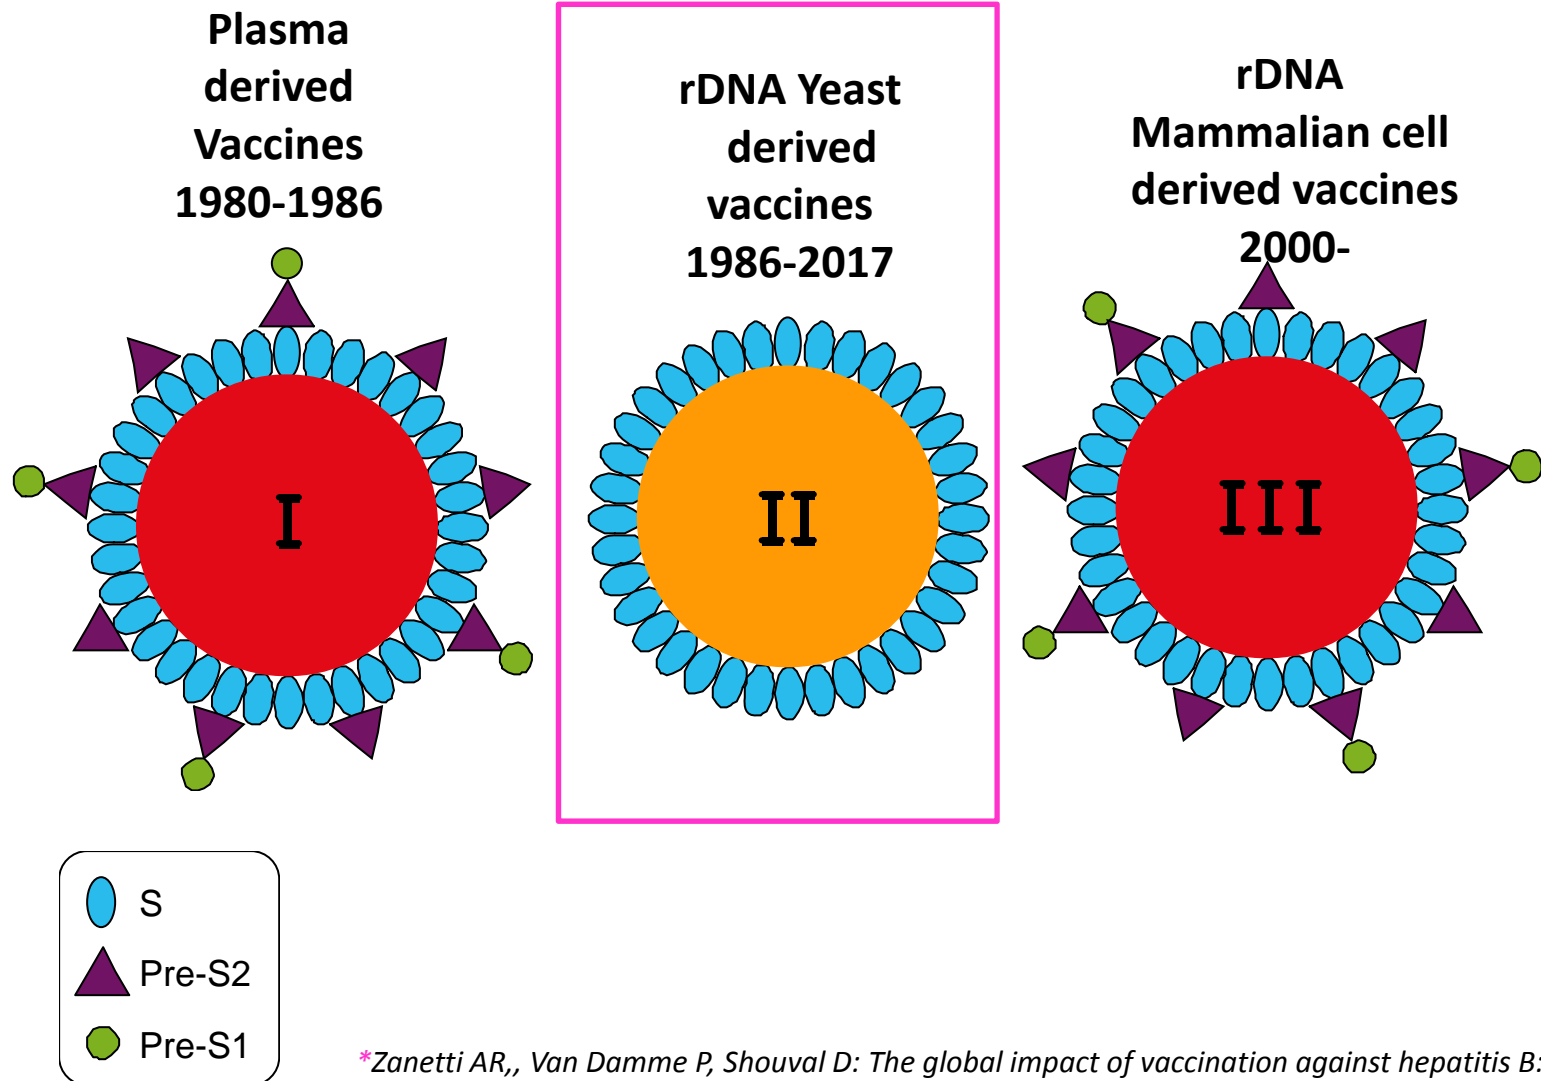 Plasma
derived
Vaccines
1980-1986
rDNA Yeast
derived
vaccines
1986-2017
rDNA
Mammalian cell
derived vaccines
2000-
I
II
III
S
Pre-S2
Pre-S1
*Zanetti AR,, Van Damme P, Shouval D: The global impact of vaccination against hepatitis B: